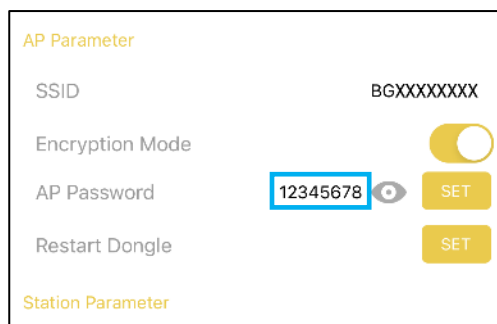 AP Parameter
SSID BGXXXXXXXX
Encryption Mode
AP Password 12345678 SET
Restart Dongle SET
Station Parameter